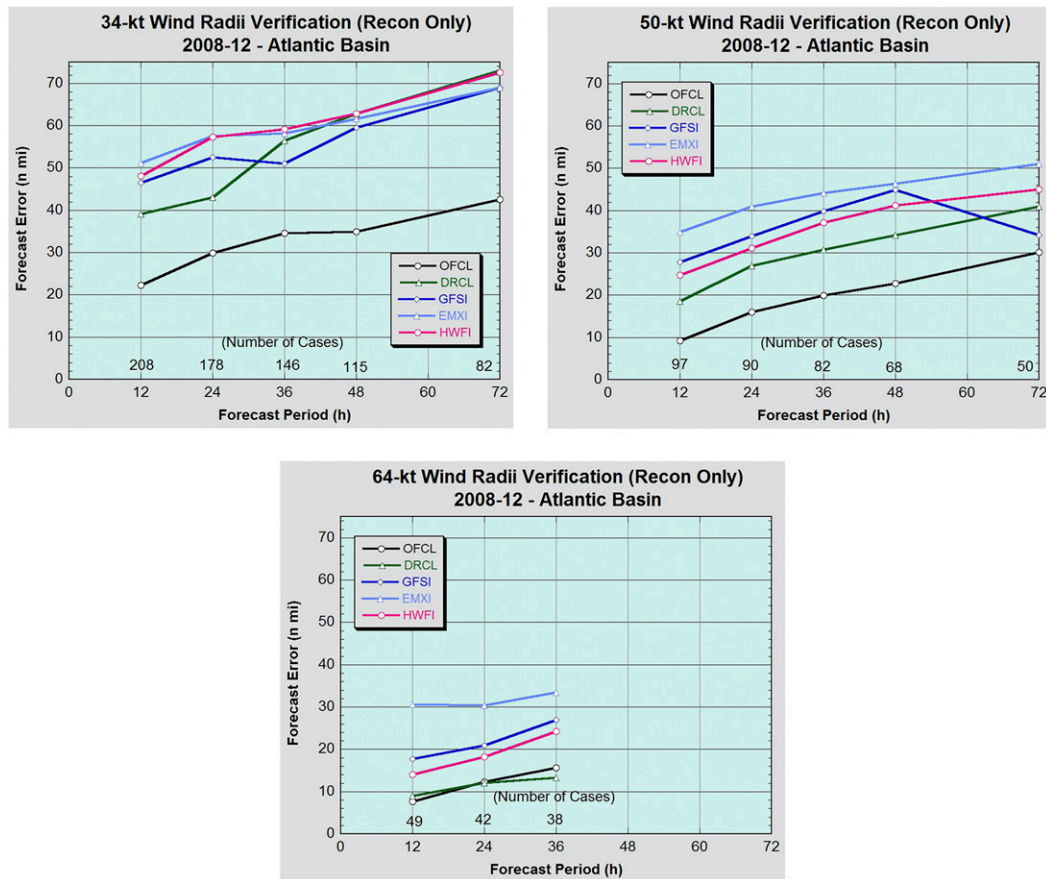 34-kt Wind Radii Verification (Recon Only)
2008-12 - Atlantic Basin
Forecast Error (n mi)
70
60
50
40
30
20
10
0
OFCL
DRCL
GFSI
EMXI
HWFI
(Number of Cases)
208 178 146 115 82
0 12 24 36 48 60 72
Forecast Period (h)
50-kt Wind Radii Verification (Recon Only)
2008-12 - Atlantic Basin
Forecast Error (n mi)
70
60
50
40
30
20
10
0
OFCL
DRCL
GFSI
EMXI
HWFI
(Number of Cases)
97 90 82 68 50
0 12 24 36 48 60 72
Forecast Period (h)
64-kt Wind Radii Verification (Recon Only)
2008-12 - Atlantic Basin
Forecast Error (n mi)
70
60
50
40
30
20
10
0
OFCL
DRCL
GFSI
EMXI
HWFI
(Number of Cases)
49 42 38
0 12 24 36 48 60 72
Forecast Period (h)